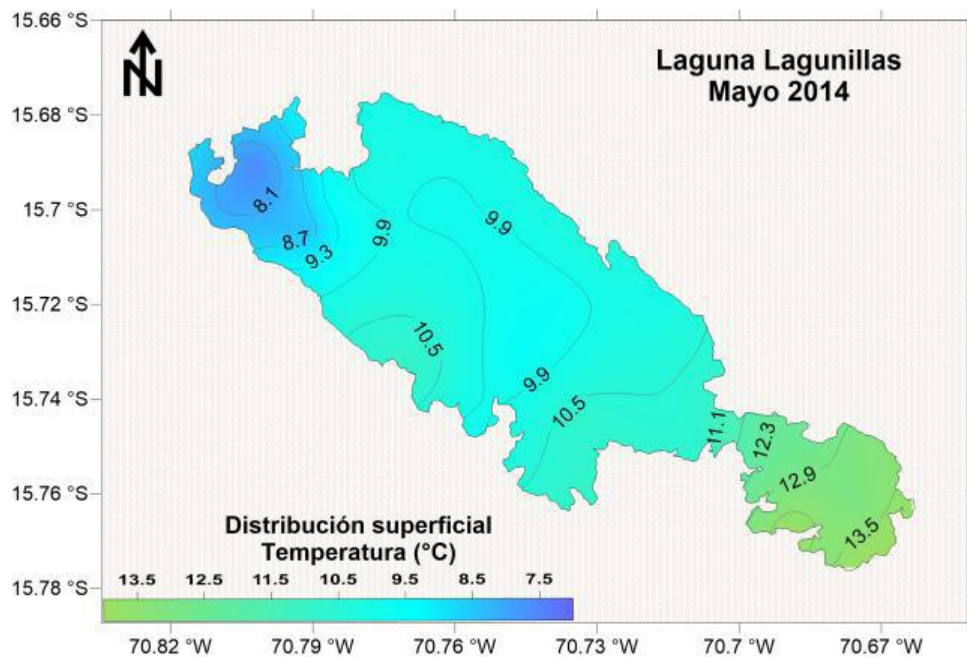 15.66 °S
15.68 °S
15.7 °S
15.72 °S
15.74 °S
15.76 °S
15.78 °S
N
Laguna Lagunillas
Mayo 2014
8.1
8.7
9.3
9.9
9.9
10.5
9.9
10.5
11.1
12.3
12.9
13.5
Distribución superficial
Temperatura (°C)
13.5 12.5 11.5 10.5 9.5 8.5 7.5
70.82 °W 70.79 °W 70.76 °W 70.73 °W 70.7 °W 70.67 °W